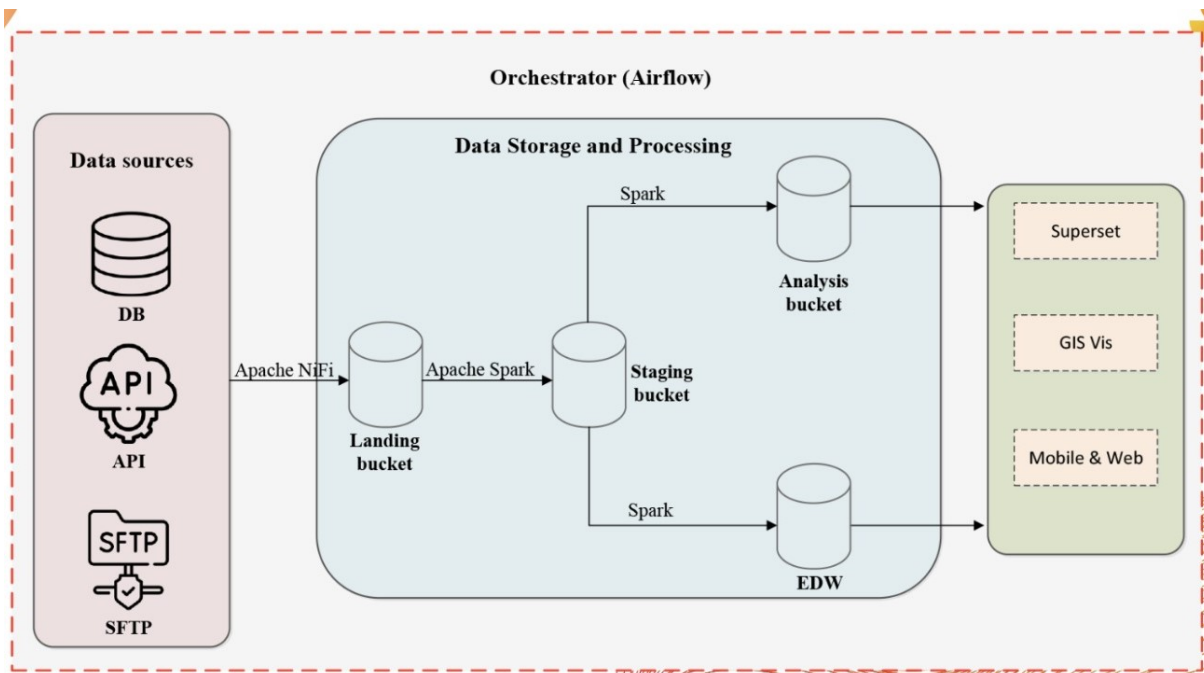 Orchestrator (Airflow)
Data sources
DB
API
API
SFTP
SFTP
Apache NiFi
Data Storage and Processing
Landing
bucket
Apache Spark
Staging
bucket
Spark
Analysis
bucket
Spark
EDW
Superset
GIS Vis
Mobile & Web